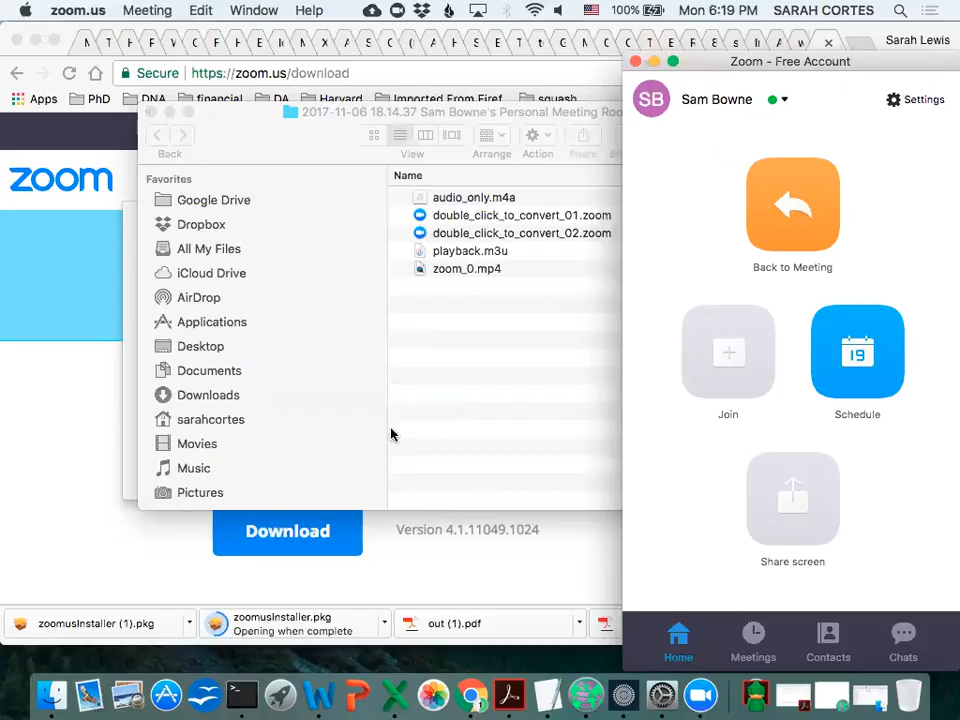 zoom.us Meeting Edit Window Help 100% Mon 6:19 PM SARAH CORTES
M T H F W C F H E I M X A S C ( A H S E T t G M C C T E R 8 s I A w
Sarah Lewis
Secure https://zoom.us/download
Apps PhD DNA financial DA Harvard Imported From Firef squash
Zoom - Free Account
SB Sam Bowne Settings
2017-11-06 18.14.37 Sam Bowne's Personal Meeting Roo
Back View Arrange Action Share
zoom
Favorites
Google Drive
Dropbox
All My Files
iCloud Drive
AirDrop
Applications
Desktop
Documents
Downloads
sarahcortes
Movies
Music
Pictures
Name
audio_only.m4a
double_click_to_convert_01.zoom
double_click_to_convert_02.zoom
playback.m3u
zoom_0.mp4
Back to Meeting
Join
19
Schedule
Share screen
Download Version 4.1.11049.1024
zoomusInstaller (1).pkg
zoomusInstaller.pkg
Opening when complete
out (1).pdf
Home Meetings Contacts Chats